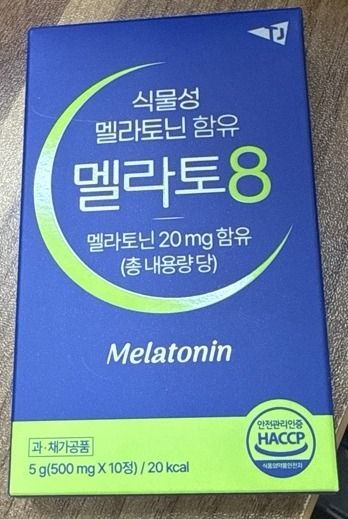 TJ
식물성
멜라토닌 함유
멜라토8
멜라토닌 20 mg 함유
(총 내용량 당)
Melatonin
과·채가공품
5 g(500 mg X 10정) / 20 kcal
안전관리인증
HACCP
식품의약품안전처